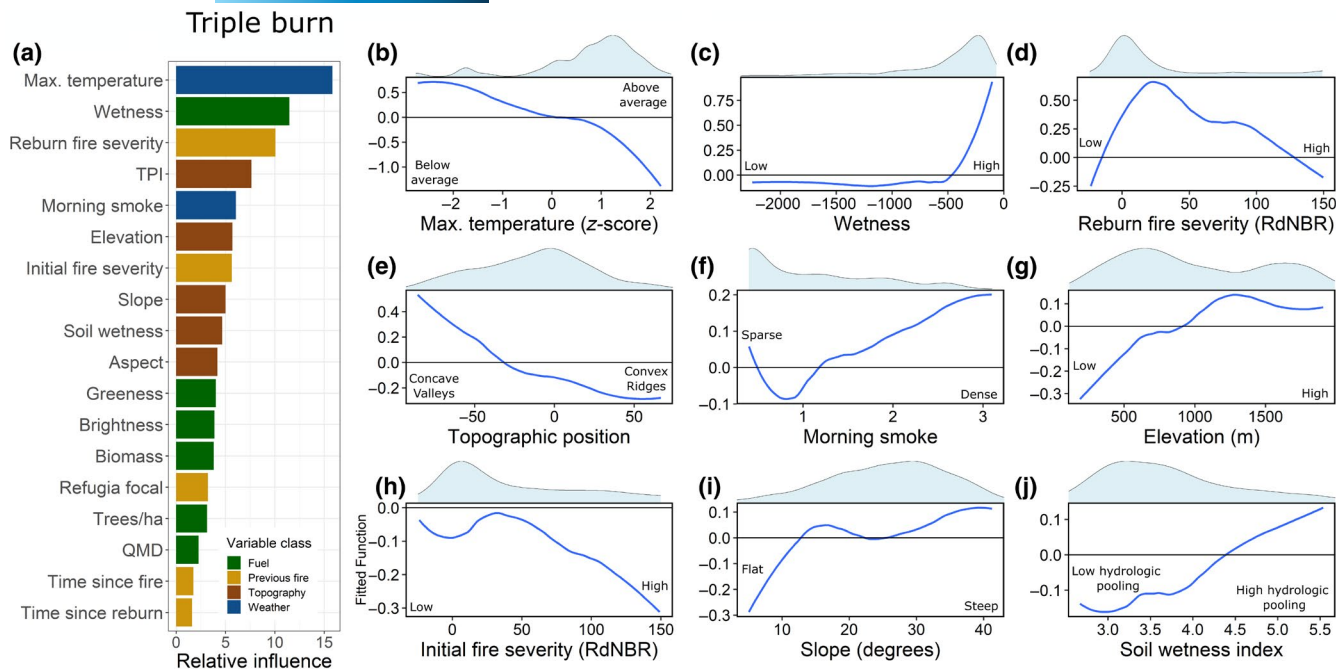 Triple burn
(a)
Max. temperature
Wetness
Reburn fire severity
TPI
Morning smoke
Elevation
Initial fire severity
Slope
Soil wetness
Aspect
Greeness
Brightness
Biomass
Refugia focal
Trees/ha
QMD
Time since fire
Time since reburn
Variable class
Fuel
Previous fire
Topography
Weather
0 5 10 15
Relative influence
(b)
0.5
0.0
−0.5
−1.0
Above
average
Below
average
−2 −1 0 1 2
Max. temperature (z-score)
(c)
0.75
0.50
0.25
0.00
Low
High
−2000 −1500 −1000 −500 0
Wetness
(d)
0.50
0.25
0.00
−0.25
Low
High
0 50 100 150
Reburn fire severity (RdNBR)
(e)
0.4
0.2
0.0
−0.2
Concave
Valleys
Convex
Ridges
−50 0 50
Topographic position
(f)
0.2
0.1
0.0
−0.1
Sparse
Dense
1 2 3
Morning smoke
(g)
0.1
0.0
−0.1
−0.2
−0.3
Low
High
500 1000 1500
Elevation (m)
(h)
Fitted Function
0.0
−0.1
−0.2
−0.3
Low
High
0 50 100 150
Initial fire severity (RdNBR)
(i)
0.1
0.0
−0.1
−0.2
−0.3
Flat
Steep
10 20 30 40
Slope (degrees)
(j)
0.1
0.0
−0.1
Low hydrologic
pooling
High hydrologic
pooling
3.0 3.5 4.0 4.5 5.0 5.5
Soil wetness index